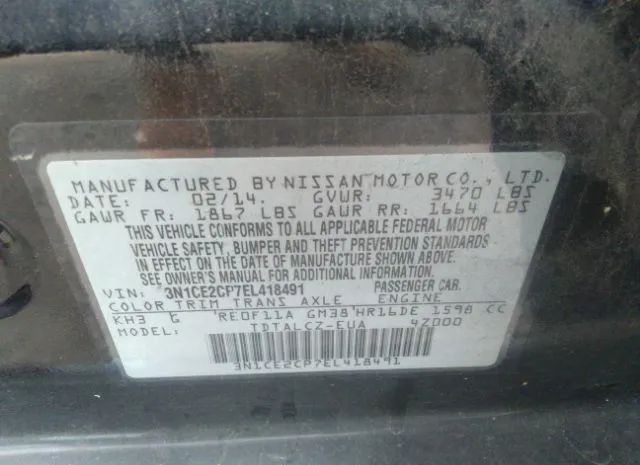 MANUFACTURED BY NISSAN MOTOR CO., LTD.
DATE: 02/14. GVWR: 3470 LBS
GAWR FR: 1867 LBS GAWR RR: 1664 LBS
THIS VEHICLE CONFORMS TO ALL APPLICABLE FEDERAL MOTOR
VEHICLE SAFETY, BUMPER AND THEFT PREVENTION STANDARDS
IN EFFECT ON THE DATE OF MANUFACTURE SHOWN ABOVE.
SEE OWNER'S MANUAL FOR ADDITIONAL INFORMATION.
VIN: 3N1CE2CP7EL418491 PASSENGER CAR.
COLOR TRIM TRANS AXLE ENGINE
KH3 G RE0F11A GM38 HR16DE 1598 CC
MODEL: TDTALCZ-EUA 4Z000
3N1CE2CP7EL418491